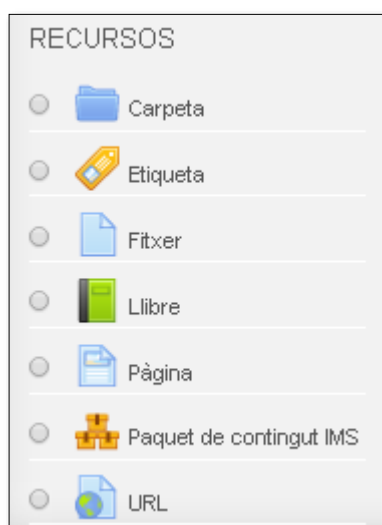 RECURSOS
Carpeta
Etiqueta
Fitxer
Llibre
Pàgina
Paquet de contingut IMS
URL